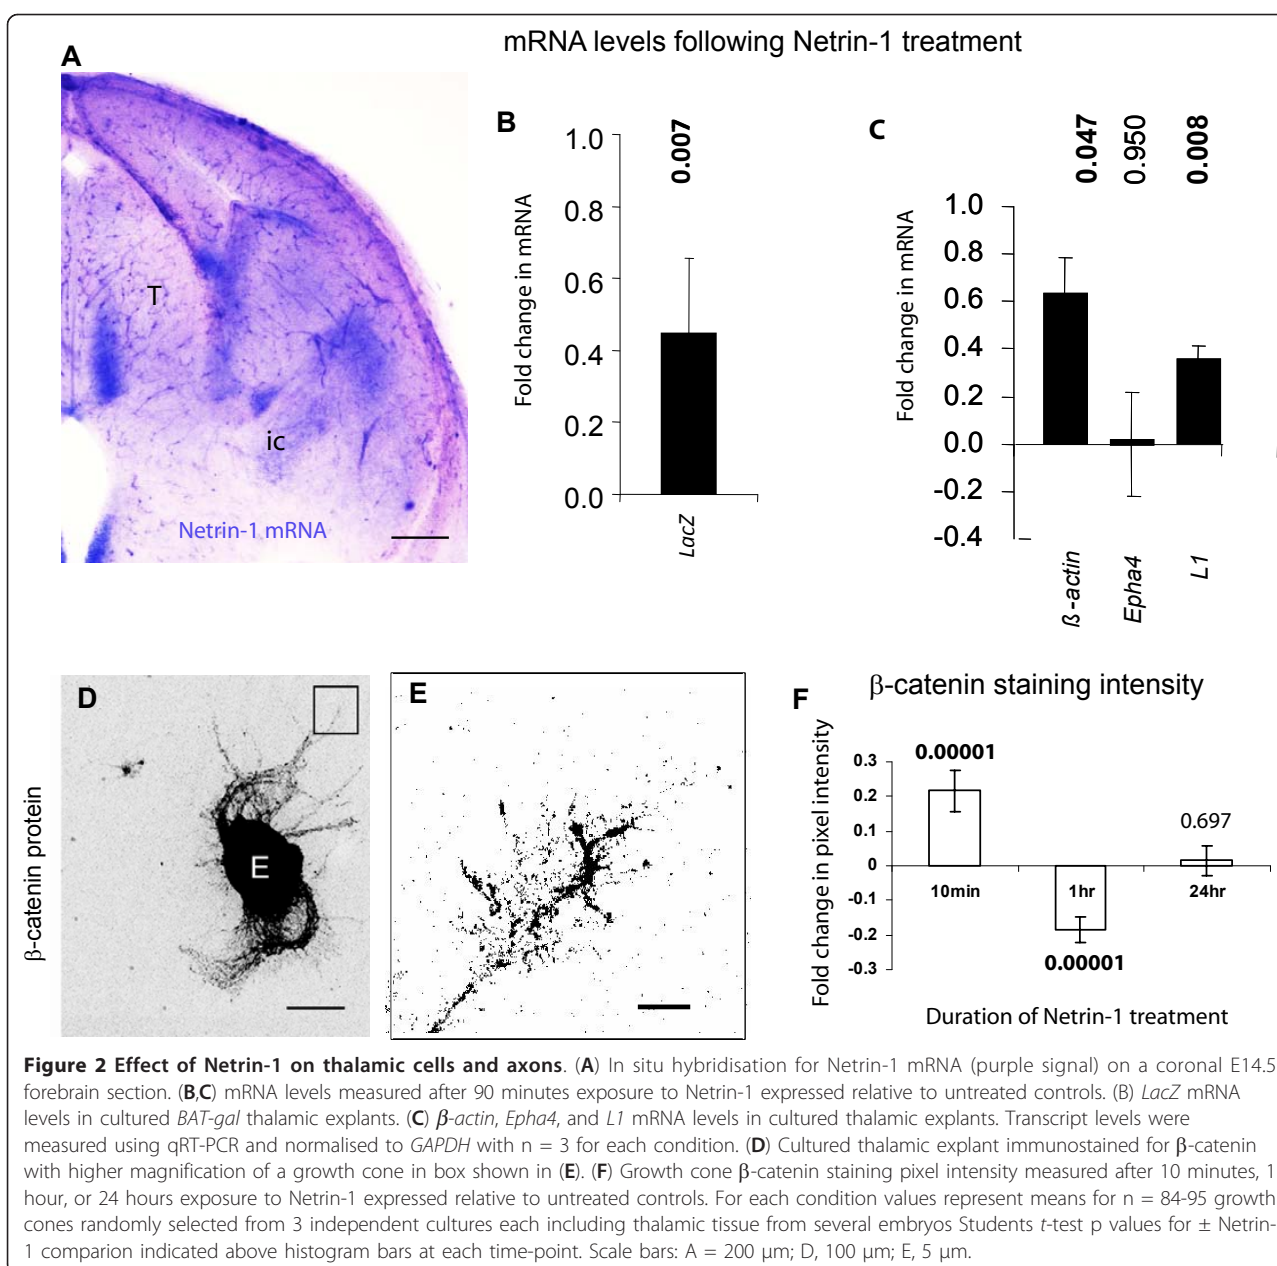 mRNA levels following Netrin-1 treatment
A
T
ic
Netrin-1 mRNA
B
0.007
Fold change in mRNA
1.0
0.8
0.6
0.4
0.2
0.0
LacZ
C
0.047
0.950
0.008
Fold change in mRNA
1.0
0.8
0.6
0.4
0.2
0.0
-0.2
-0.4
ß-actin
Epha4
L1
β-catenin protein
D
E
E
F
β-catenin staining intensity
Fold change in pixel intensity
0.3
0.2
0.1
0
-0.1
-0.2
-0.3
0.00001
10min
1hr
0.00001
0.697
24hr
Duration of Netrin-1 treatment
Figure 2 Effect of Netrin-1 on thalamic cells and axons. (A) In situ hybridisation for Netrin-1 mRNA (purple signal) on a coronal E14.5
forebrain section. (B,C) mRNA levels measured after 90 minutes exposure to Netrin-1 expressed relative to untreated controls. (B) LacZ mRNA
levels in cultured BAT-gal thalamic explants. (C) β-actin, Epha4, and L1 mRNA levels in cultured thalamic explants. Transcript levels were
measured using qRT-PCR and normalised to GAPDH with n = 3 for each condition. (D) Cultured thalamic explant immunostained for β-catenin
with higher magnification of a growth cone in box shown in (E). (F) Growth cone β-catenin staining pixel intensity measured after 10 minutes, 1
hour, or 24 hours exposure to Netrin-1 expressed relative to untreated controls. For each condition values represent means for n = 84-95 growth
cones randomly selected from 3 independent cultures each including thalamic tissue from several embryos Students t-test p values for ± Netrin-
1 comparion indicated above histogram bars at each time-point. Scale bars: A = 200 μm; D, 100 μm; E, 5 μm.